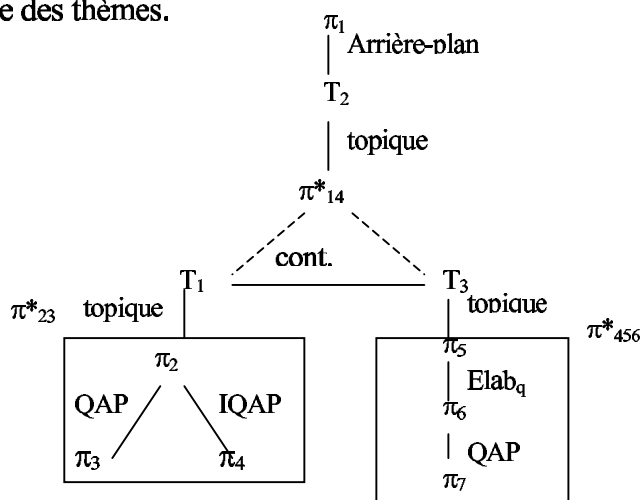 e des thèmes.
π1
Arrière-plan
T2
topique
π*14
cont.
T1
T3
π*23
topique
topique
π*456
π2
π5
QAP
IQAP
Elabq
π6
π3
π4
QAP
π7